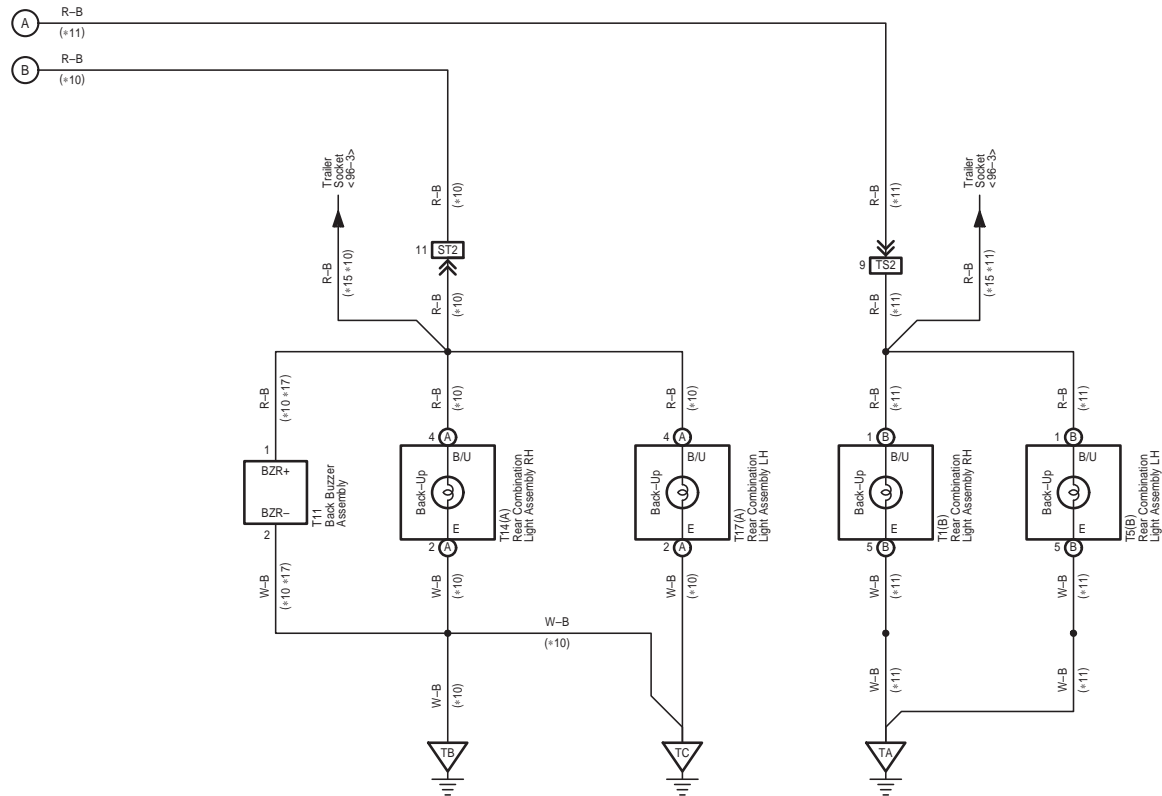 A
R–B
(∗11)
B
R–B
(∗10)
Trailer
Socket
<96–3>
R–B
(∗15 ∗10)
R–B
(∗10)
11
ST2
R–B
(∗10)
R–B
(∗11)
9
TS2
R–B
(∗11)
Trailer
Socket
<96–3>
R–B
(∗15 ∗11)
R–B
(∗10 ∗17)
R–B
(∗10)
R–B
(∗10)
R–B
(∗11)
R–B
(∗11)
1
BZR+
BZR–
2
T11
Back Buzzer
Assembly
4
A
B/U
Back–Up
E
2
A
T14(A)
Rear Combination
Light Assembly RH
4
A
B/U
Back–Up
E
2
A
T17(A)
Rear Combination
Light Assembly LH
1
B
B/U
Back–Up
E
5
B
T1(B)
Rear Combination
Light Assembly RH
1
B
B/U
Back–Up
E
5
B
T5(B)
Rear Combination
Light Assembly LH
W–B
(∗10 ∗17)
W–B
(∗10)
W–B
(∗10)
W–B
(∗11)
W–B
(∗11)
W–B
(∗10)
W–B
(∗10)
W–B
(∗11)
W–B
(∗11)
TB
TC
TA